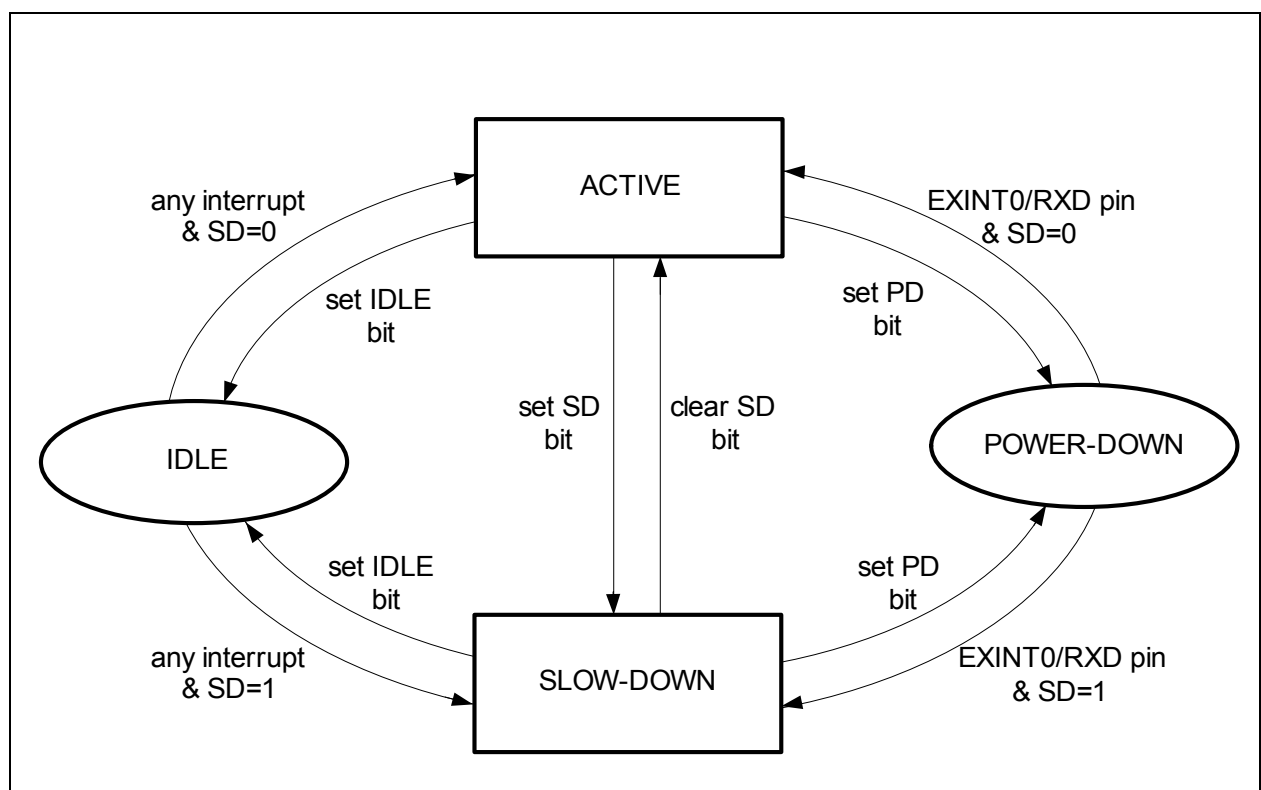 ACTIVE
any interrupt
& SD=0
EXINT0/RXD pin
& SD=0
set IDLE
bit
set PD
bit
set SD
bit
clear SD
bit
IDLE
POWER-DOWN
set IDLE
bit
set PD
bit
any interrupt
& SD=1
SLOW-DOWN
EXINT0/RXD pin
& SD=1